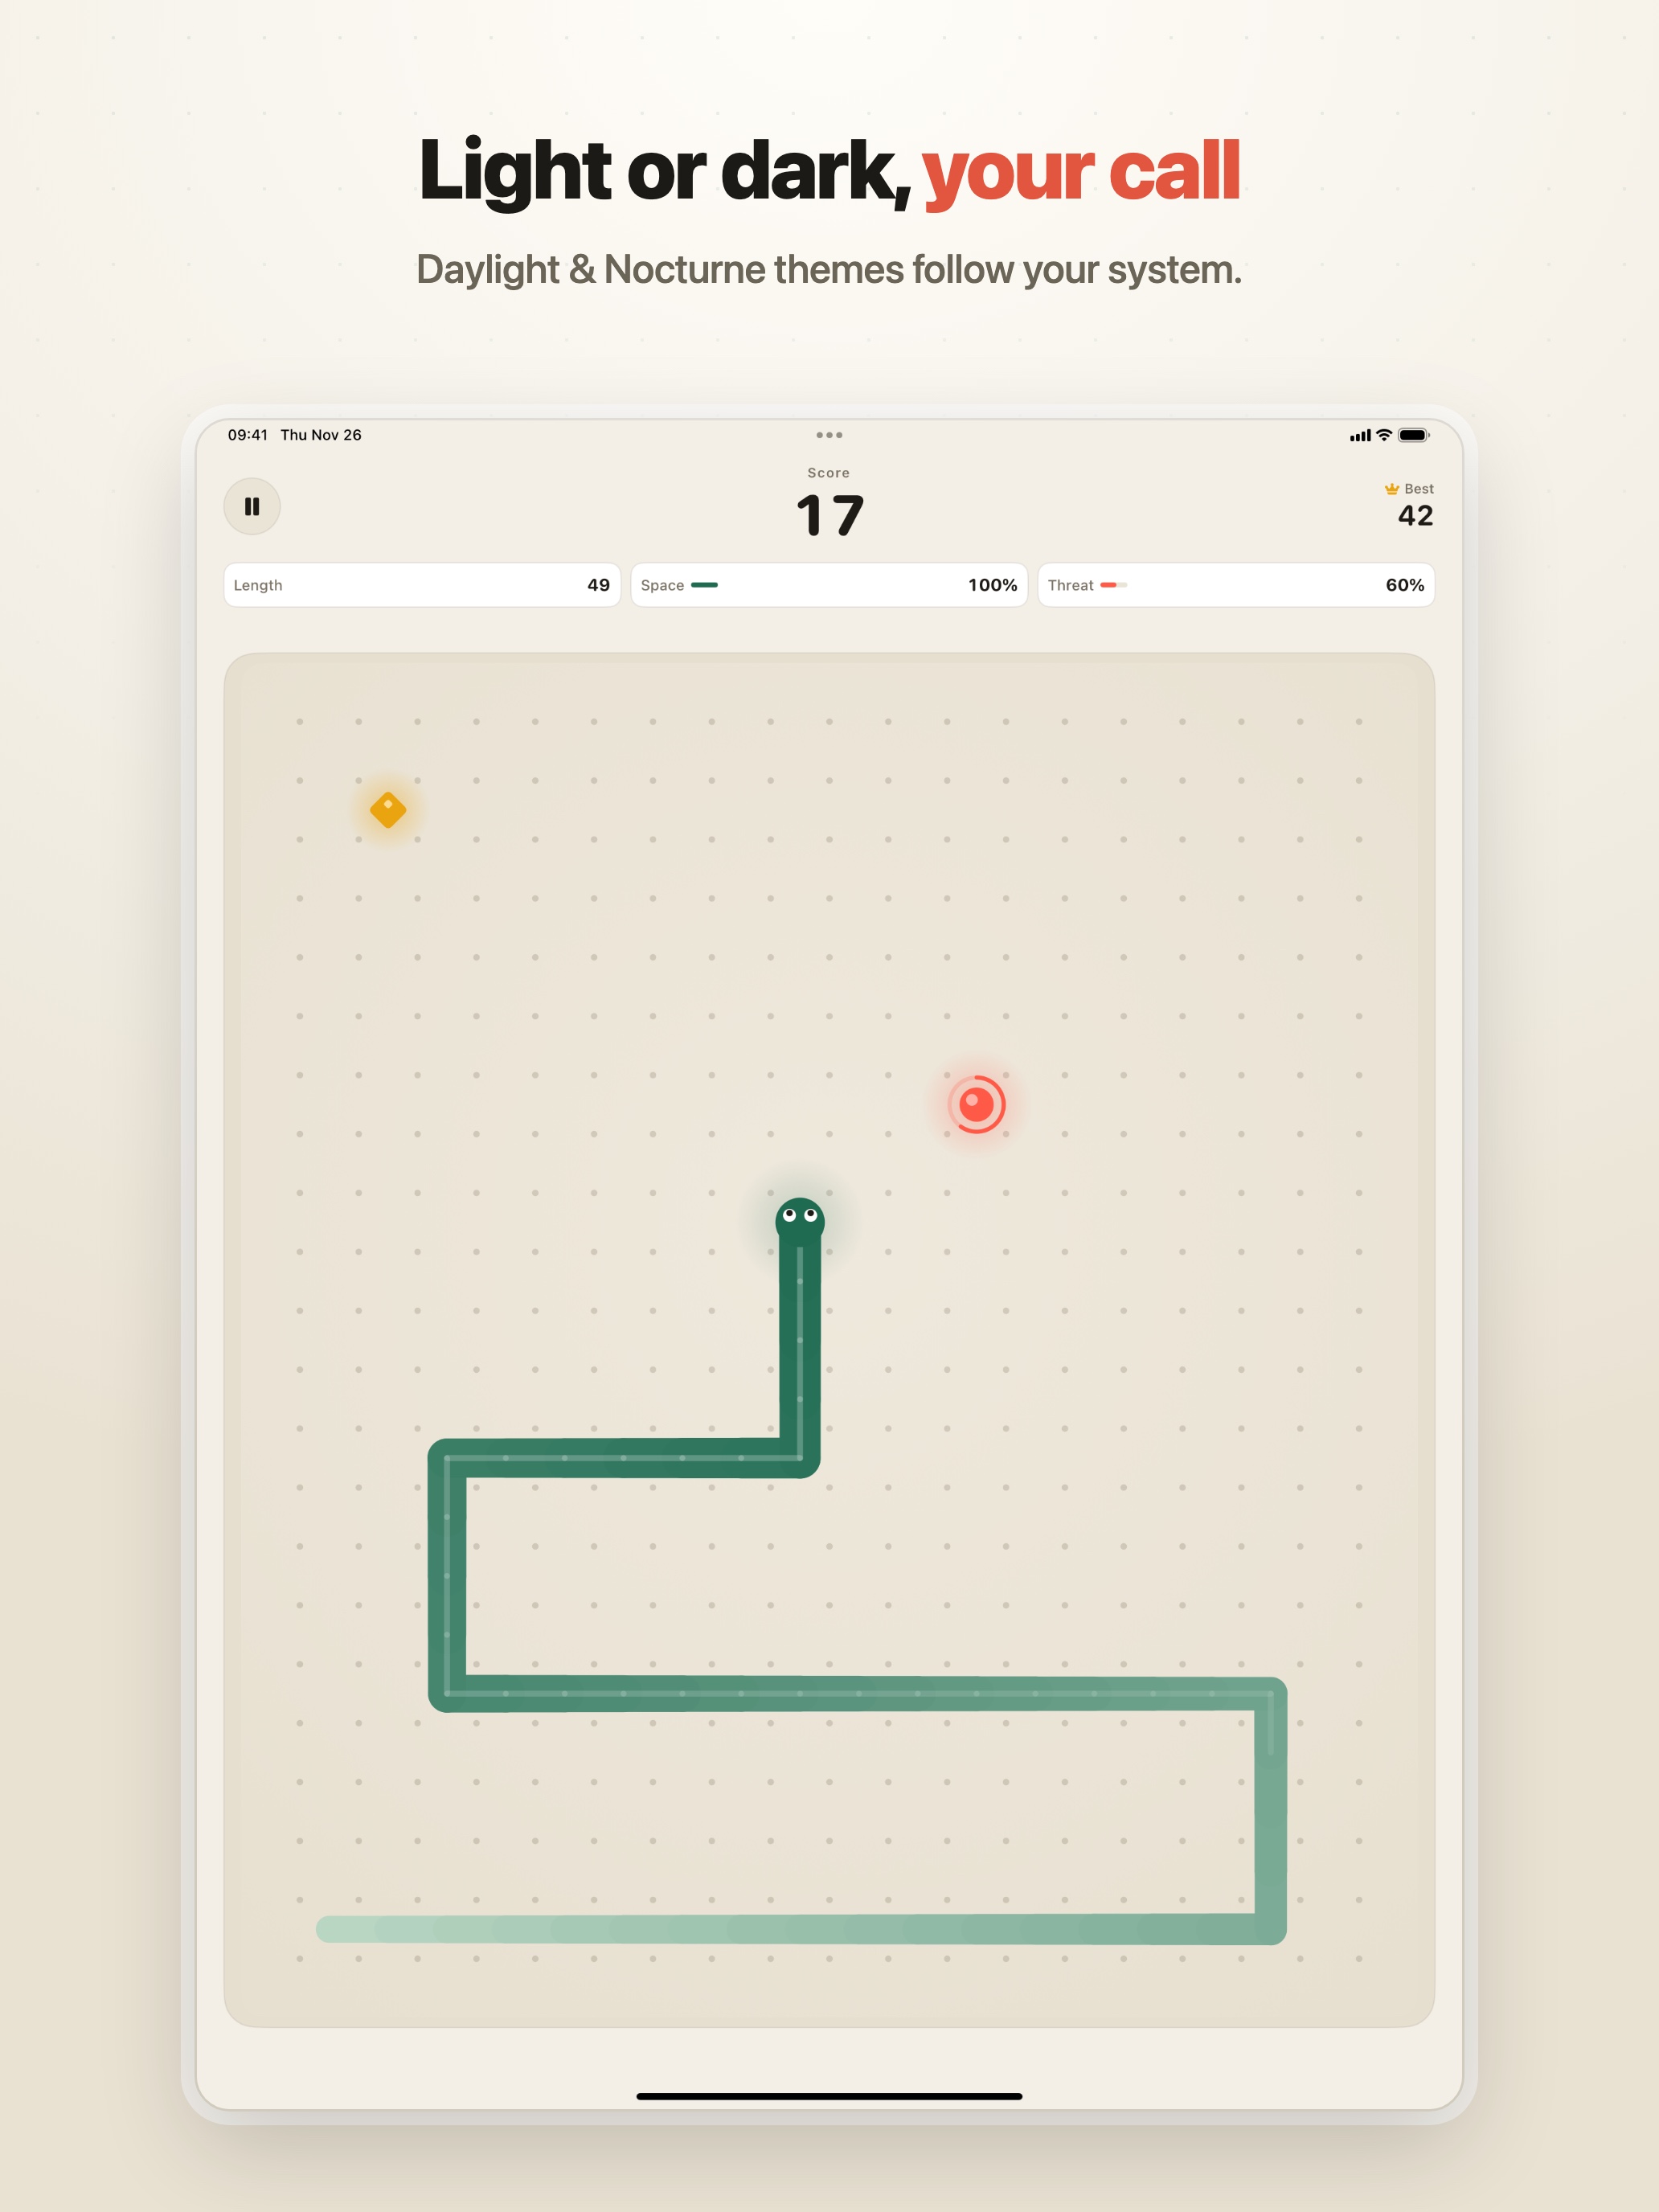 Light or dark, your call
Daylight & Nocturne themes follow your system.
09:41 Thu Nov 26
Score
17
Best
42
Length 49
Space 100%
Threat 60%